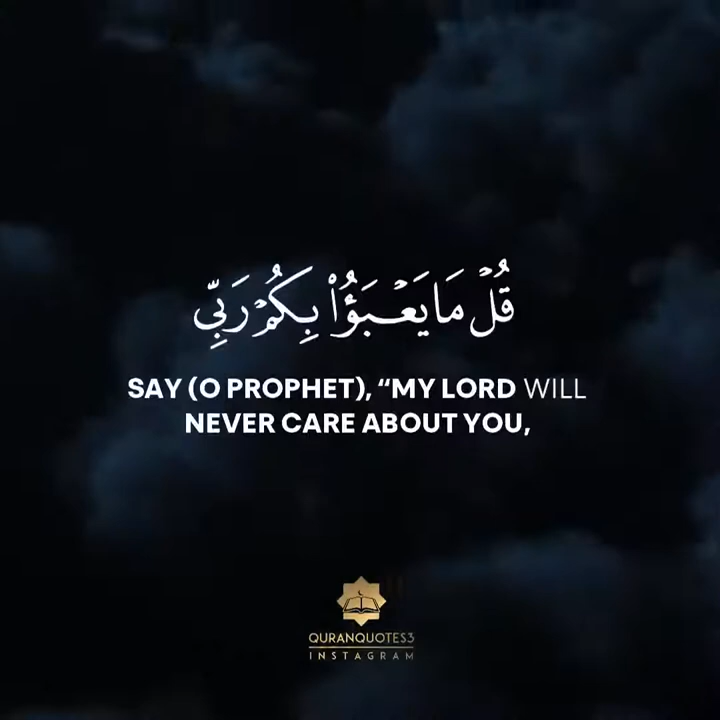 قُلْ مَا يَعْبَؤُا۟ بِكُمْ رَبِّي
SAY (O PROPHET), “MY LORD WILL
NEVER CARE ABOUT YOU,
QURANQUOTES3
INSTAGRAM